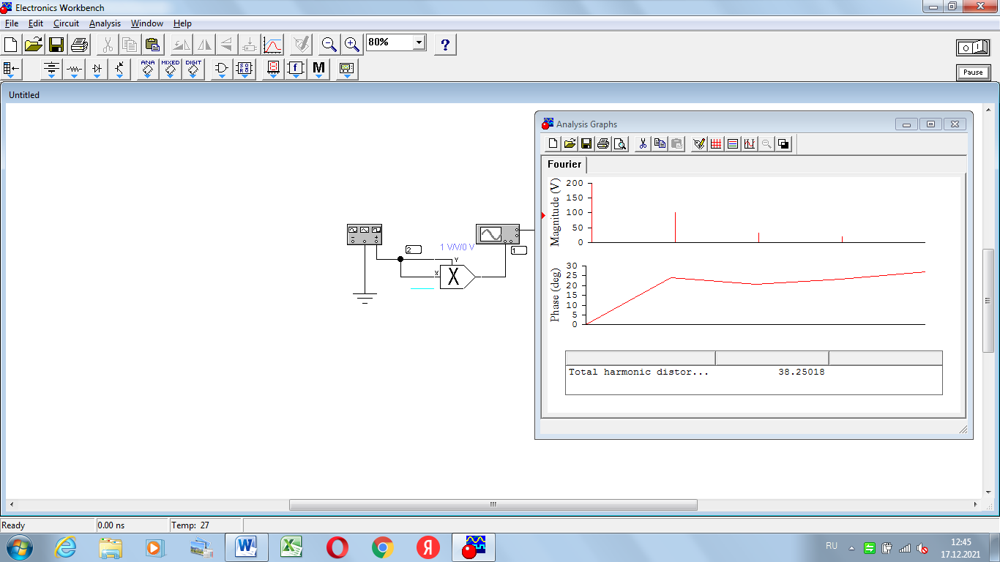 Electronics Workbench
File Edit Circuit Analysis Window Help
80%
?
O I
ANA MIXED DIGIT
f M
Pause
Untitled
Analysis Graphs
Fourier
Magnitude (V)
200
150
100
50
0
Phase (deg)
30
25
20
15
10
5
0
Total harmonic distor... 38.25018
2
1 V/V/0 V
1
Y
X
X
Ready 0.00 ns Temp: 27
RU
12:45
17.12.2021